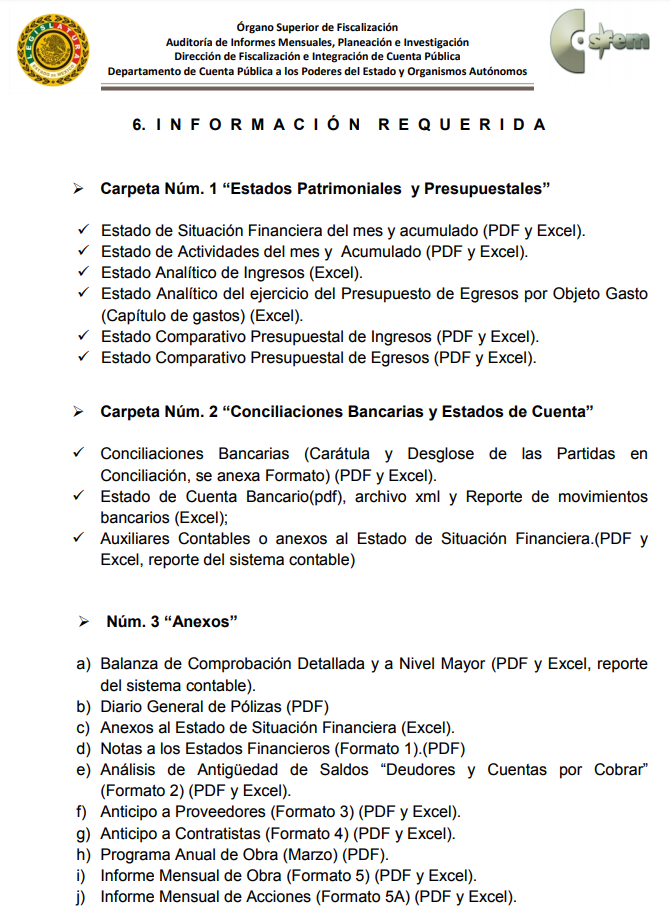 Órgano Superior de Fiscalización
Auditoría de Informes Mensuales, Planeación e Investigación
Dirección de Fiscalización e Integración de Cuenta Pública
Departamento de Cuenta Pública a los Poderes del Estado y Organismos Autónomos
LEGISLATURA
ESTADO DE MÉXICO
osfem
6. I N F O R M A C I Ó N R E Q U E R I D A
➢ Carpeta Núm. 1 “Estados Patrimoniales y Presupuestales”
✓ Estado de Situación Financiera del mes y acumulado (PDF y Excel).
✓ Estado de Actividades del mes y Acumulado (PDF y Excel).
✓ Estado Analítico de Ingresos (Excel).
✓ Estado Analítico del ejercicio del Presupuesto de Egresos por Objeto Gasto
(Capítulo de gastos) (Excel).
✓ Estado Comparativo Presupuestal de Ingresos (PDF y Excel).
✓ Estado Comparativo Presupuestal de Egresos (PDF y Excel).
➢ Carpeta Núm. 2 “Conciliaciones Bancarias y Estados de Cuenta”
✓ Conciliaciones Bancarias (Carátula y Desglose de las Partidas en
Conciliación, se anexa Formato) (PDF y Excel).
✓ Estado de Cuenta Bancario(pdf), archivo xml y Reporte de movimientos
bancarios (Excel);
✓ Auxiliares Contables o anexos al Estado de Situación Financiera.(PDF y
Excel, reporte del sistema contable)
➢ Núm. 3 “Anexos”
a) Balanza de Comprobación Detallada y a Nivel Mayor (PDF y Excel, reporte
del sistema contable).
b) Diario General de Pólizas (PDF)
c) Anexos al Estado de Situación Financiera (Excel).
d) Notas a los Estados Financieros (Formato 1).(PDF)
e) Análisis de Antigüedad de Saldos “Deudores y Cuentas por Cobrar”
(Formato 2) (PDF y Excel).
f) Anticipo a Proveedores (Formato 3) (PDF y Excel).
g) Anticipo a Contratistas (Formato 4) (PDF y Excel).
h) Programa Anual de Obra (Marzo) (PDF).
i) Informe Mensual de Obra (Formato 5) (PDF y Excel).
j) Informe Mensual de Acciones (Formato 5A) (PDF y Excel).